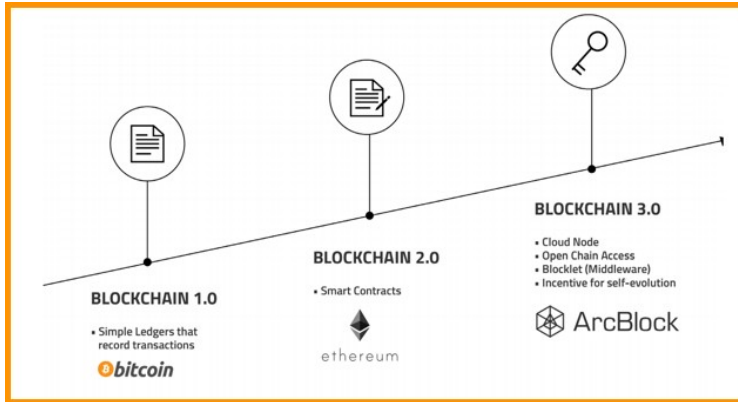 BLOCKCHAIN 1.0
• Simple Ledgers that
record transactions
bitcoin
BLOCKCHAIN 2.0
• Smart Contracts
ethereum
BLOCKCHAIN 3.0
• Cloud Node
• Open Chain Access
• Blocklet (Middleware)
• Incentive for self-evolution
ArcBlock